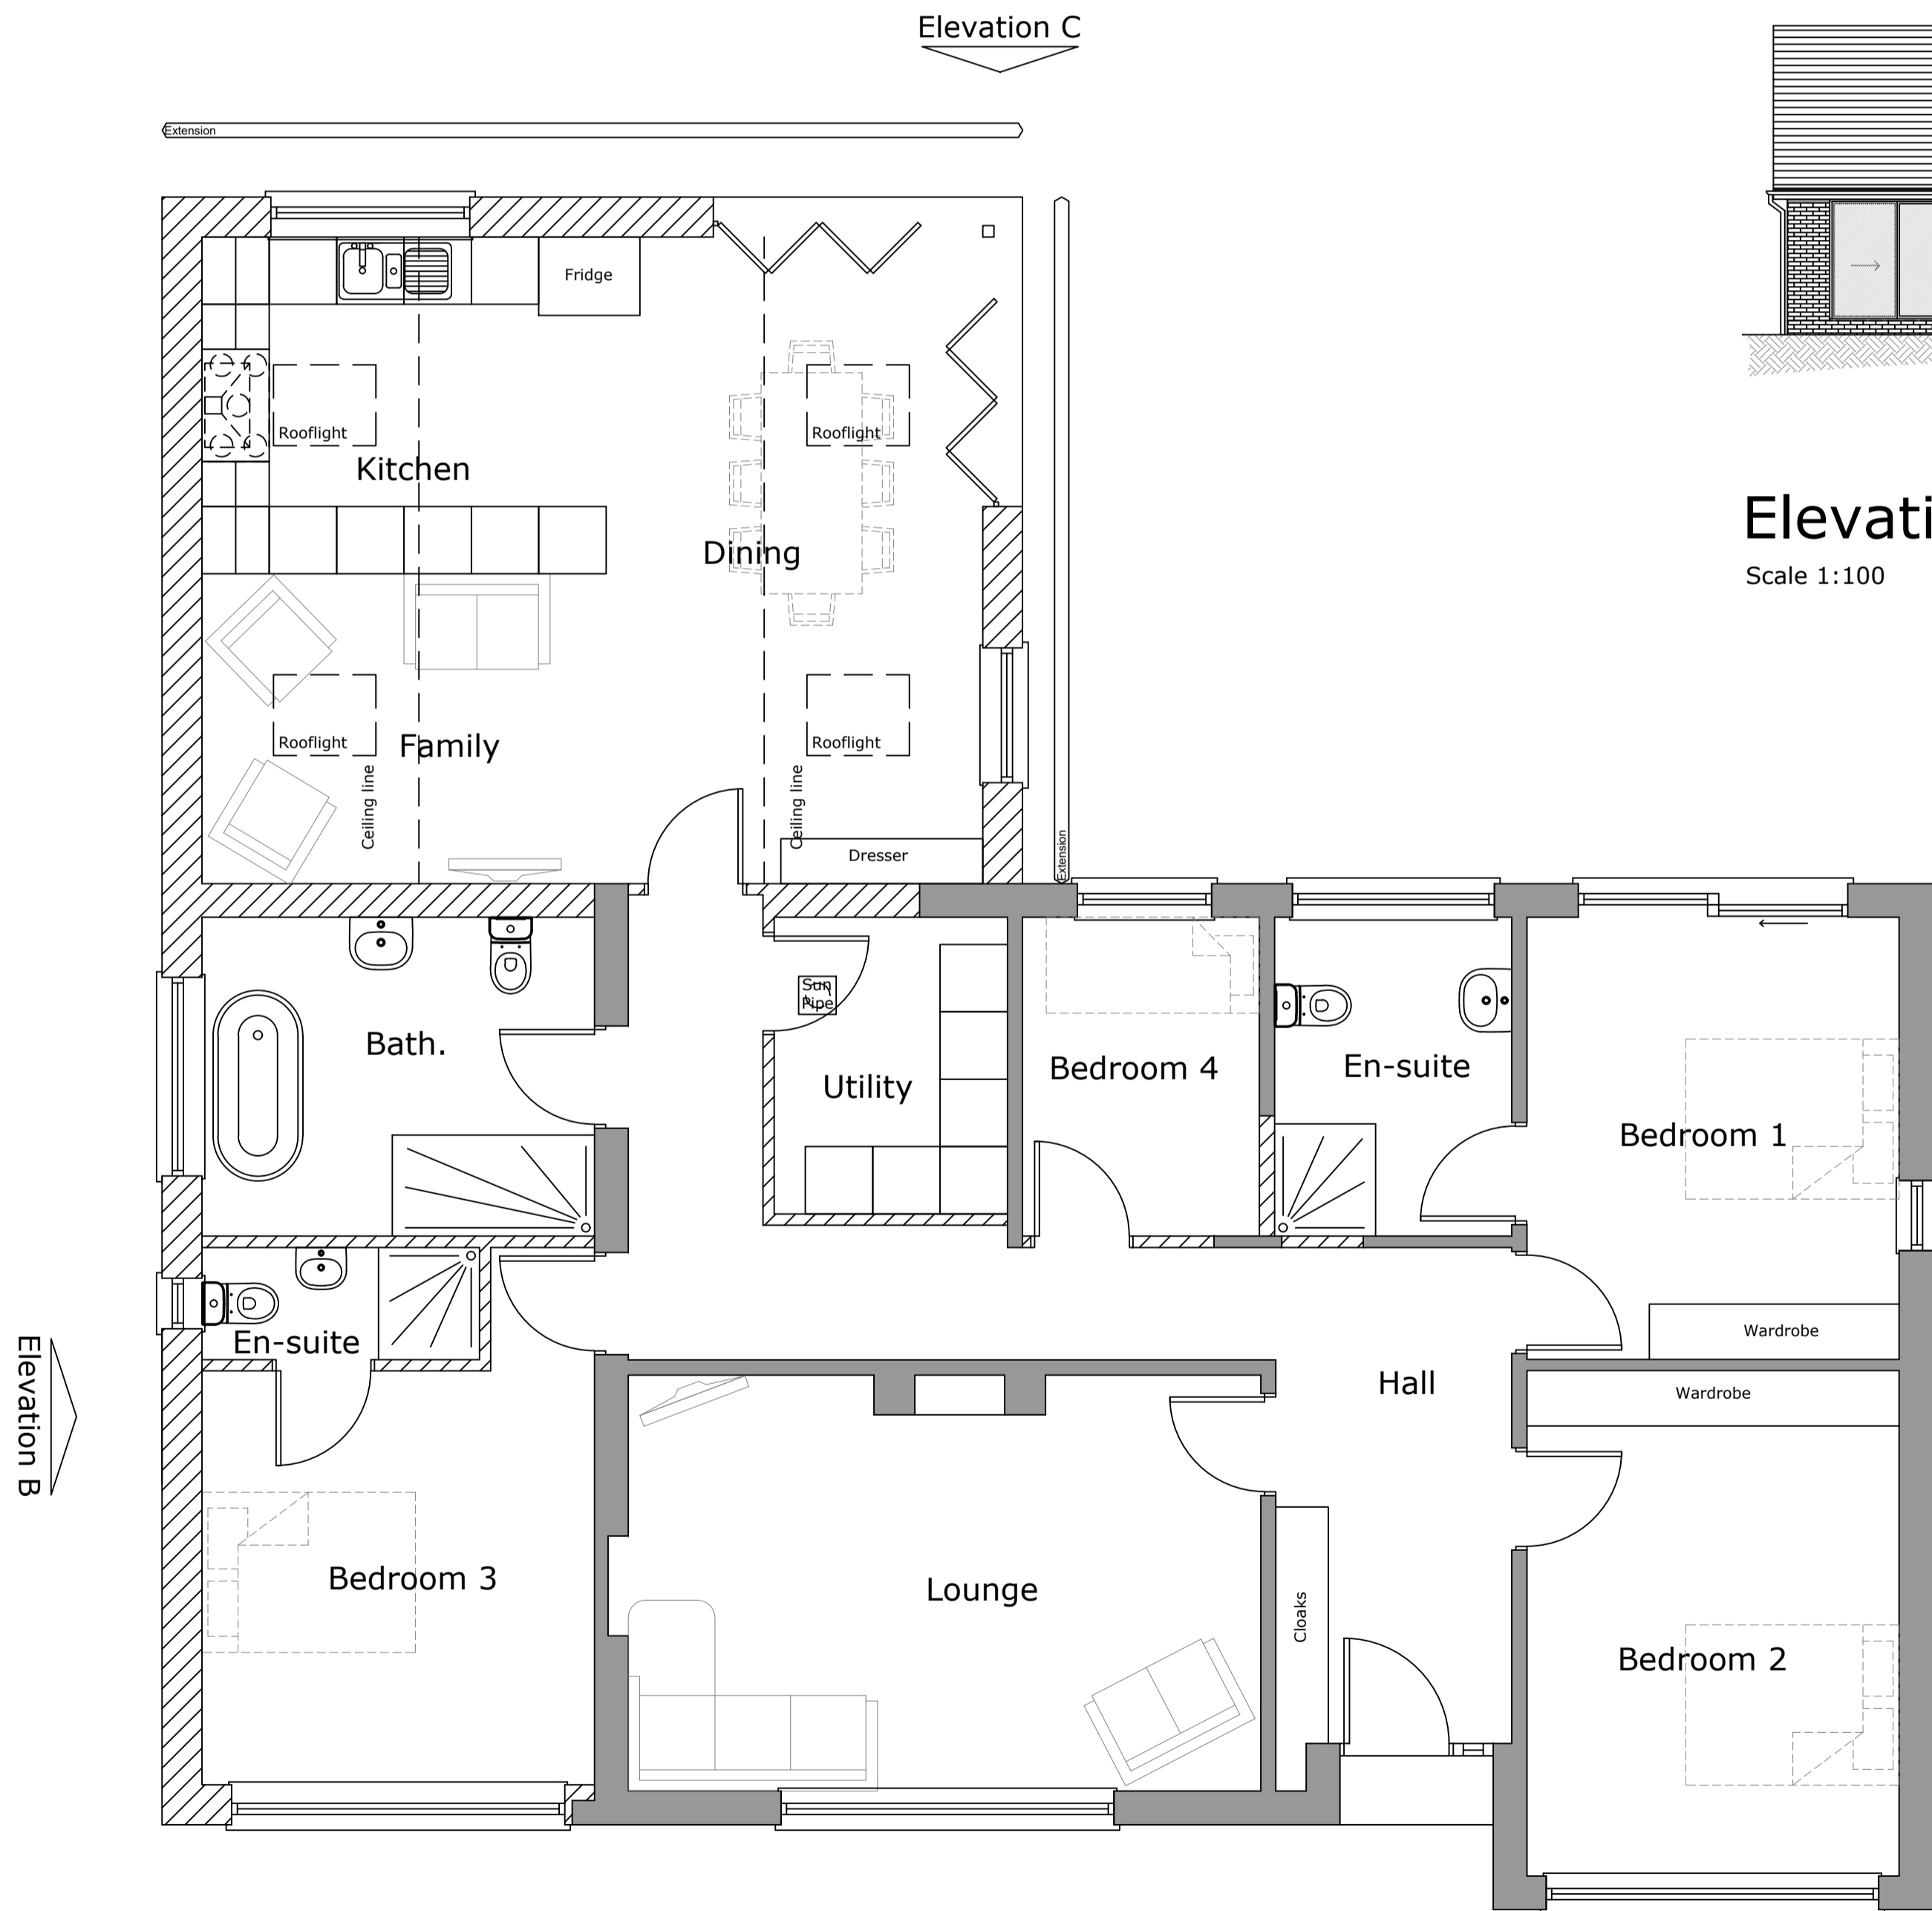 Elevation C
Extension
Fridge
Rooflight
Rooflight
Kitchen
Elevati
Dining
Scale 1:100
Rooflight
Family
Rooflight
Ceiling line
Ceiling line
Extension
Dresser
Sun
Pipe
Bath.
Utility
Bedroom 4
En-suite
Bedroom 1
En-suite
Wardrobe
Elevation B
Hall
Wardrobe
Bedroom 3
Lounge
Cloaks
Bedroom 2